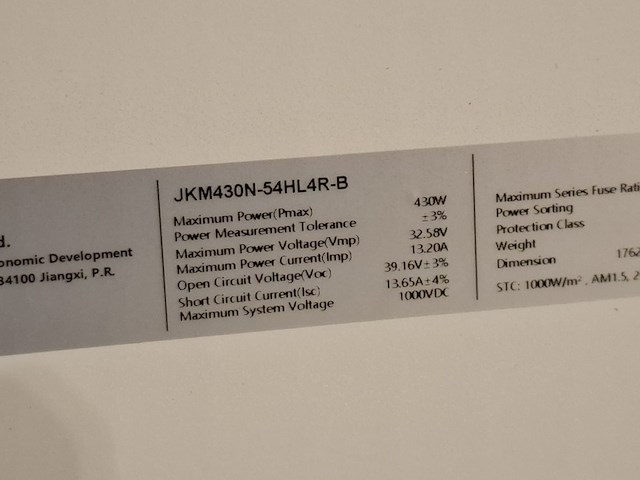 d.
onomic Development
34100 Jiangxi, P.R.
JKM430N-54HL4R-B
Maximum Power(Pmax) 430W
Power Measurement Tolerance ±3%
Maximum Power Voltage(Vmp) 32.58V
Maximum Power Current(Imp) 13.20A
Open Circuit Voltage(Voc) 39.16V±3%
Short Circuit Current(Isc) 13.65A±4%
Maximum System Voltage 1000VDC
Maximum Series Fuse Rati
Power Sorting
Protection Class
Weight
Dimension 1762
STC: 1000W/m², AM1.5, 2